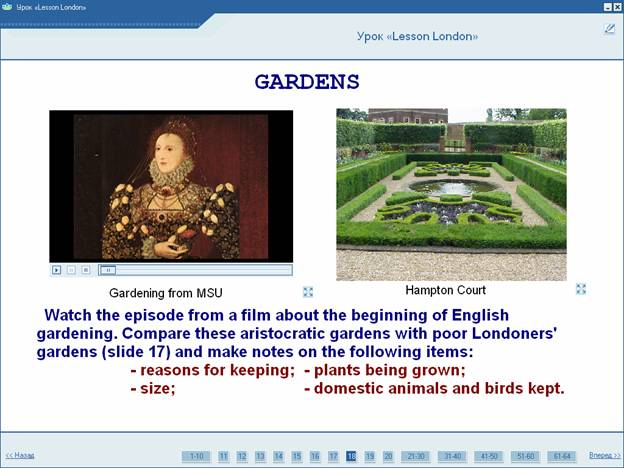 Урок «Lesson London»
Урок «Lesson London»
GARDENS
Gardening from MSU
Hampton Court
Watch the episode from a film about the beginning of English
gardening. Compare these aristocratic gardens with poor Londoners'
gardens (slide 17) and make notes on the following items:
- reasons for keeping; - plants being grown;
- size; - domestic animals and birds kept.
<< Назад 1-10 11 12 13 14 15 16 17 18 19 20 21-30 31-40 41-50 51-60 61-64 Вперед >>